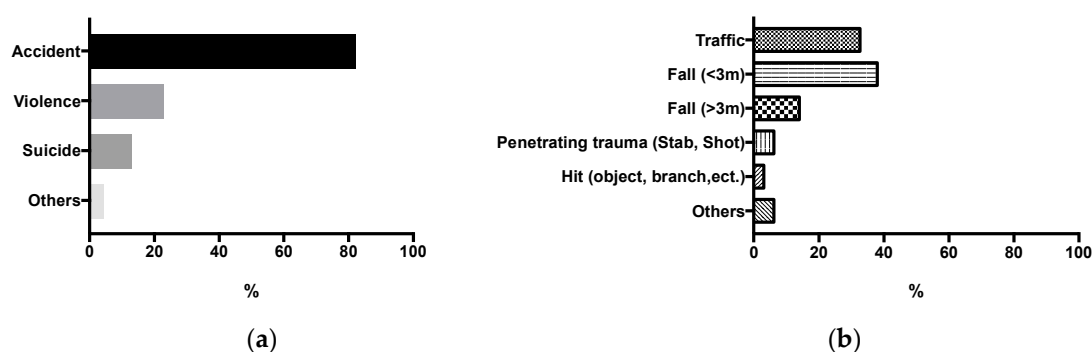 Accident
Violence
Suicide
Others
0 20 40 60 80 100
%
(a)
Traffic
Fall (<3m)
Fall (>3m)
Penetrating trauma (Stab, Shot)
Hit (object, branch,ect.)
Others
0 20 40 60 80 100
%
(b)